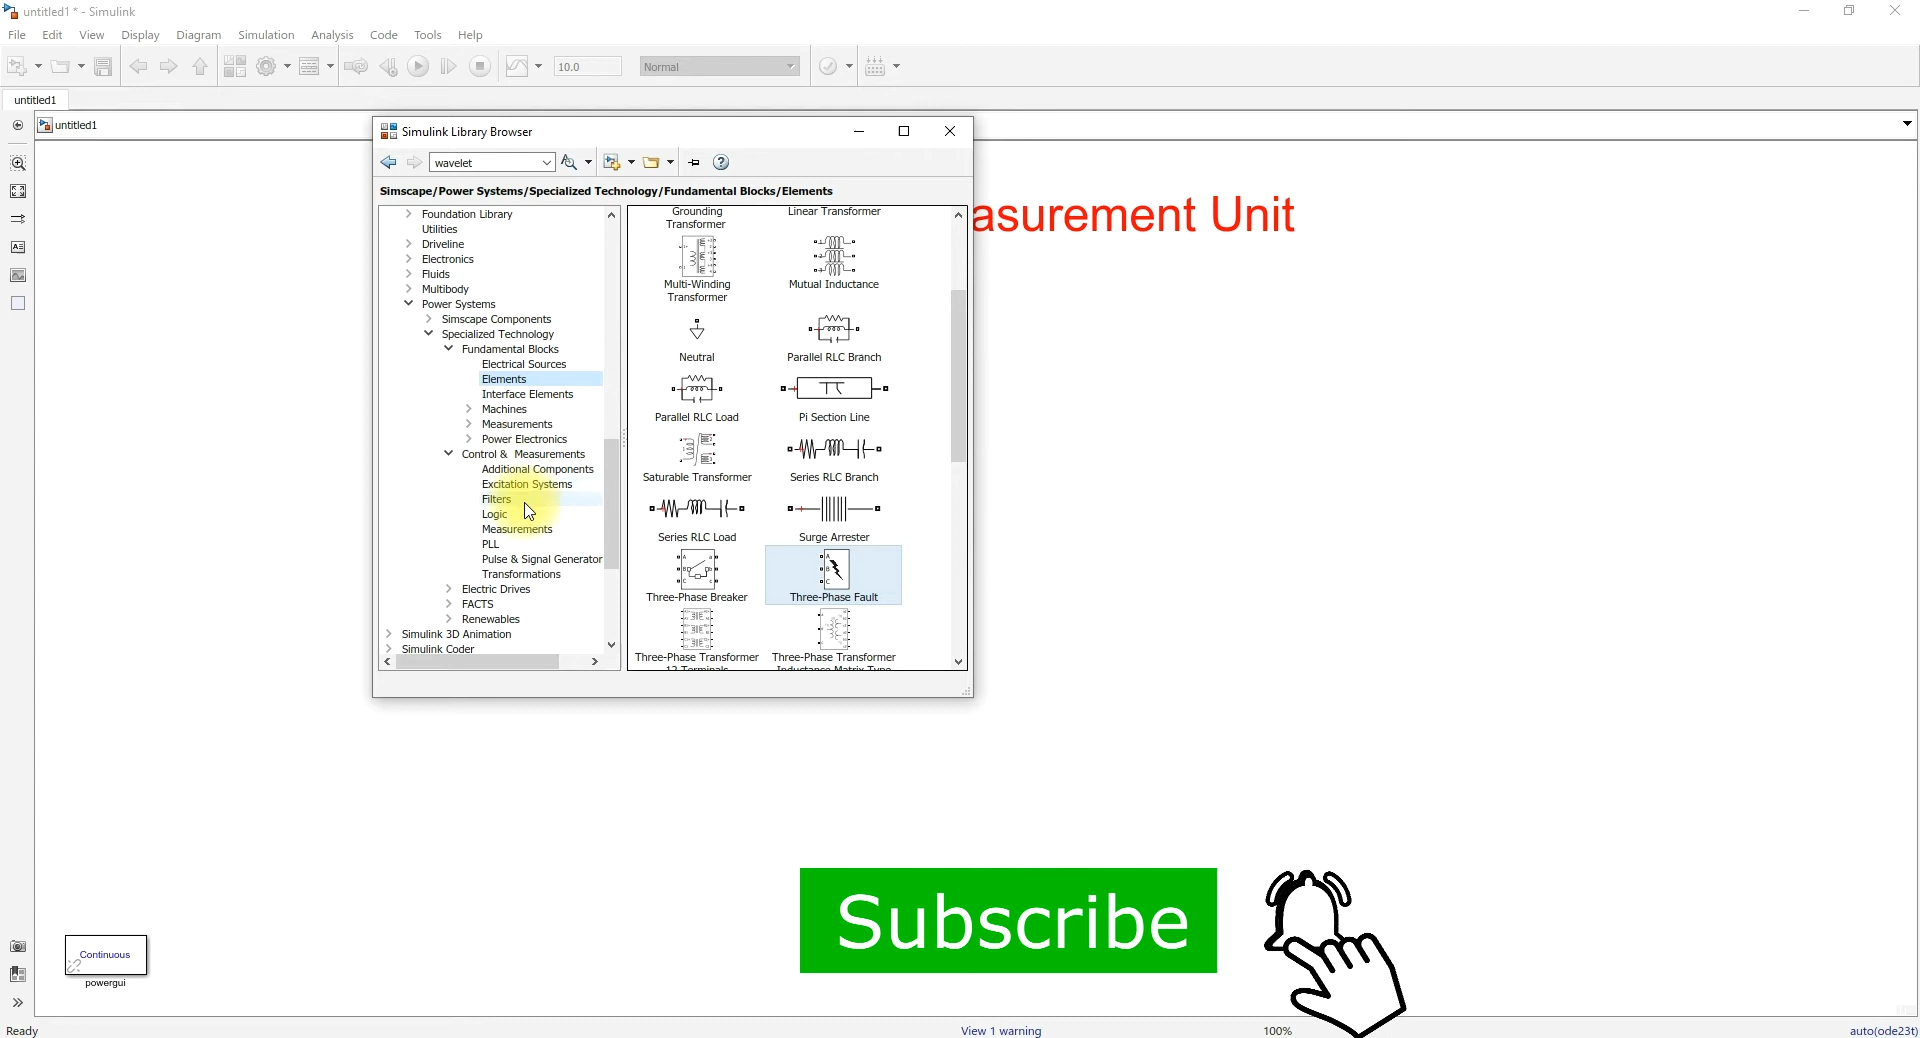 untitled1 * - Simulink
File Edit View Display Diagram Simulation Analysis Code Tools Help
10.0 Normal
untitled1
untitled1
Simulink Library Browser
wavelet
Simscape/Power Systems/Specialized Technology/Fundamental Blocks/Elements
asurement Unit
Foundation Library
Utilities
Driveline
Electronics
Fluids
Multibody
Power Systems
Simscape Components
Specialized Technology
Fundamental Blocks
Electrical Sources
Elements
Interface Elements
Machines
Measurements
Power Electronics
Control & Measurements
Additional Components
Excitation Systems
Filters
Logic
Measurements
PLL
Pulse & Signal Generator
Transformations
Electric Drives
FACTS
Renewables
Simulink 3D Animation
Simulink Coder
Grounding Transformer
Linear Transformer
Multi-Winding Transformer
Mutual Inductance
Neutral
Parallel RLC Branch
Parallel RLC Load
Pi Section Line
Saturable Transformer
Series RLC Branch
Series RLC Load
Surge Arrester
Three-Phase Breaker
Three-Phase Fault
Three-Phase Transformer 12 Terminals
Three-Phase Transformer Inductance Matrix Type
Subscribe
Continuous
powergui
Ready View 1 warning 100% auto(ode23t)